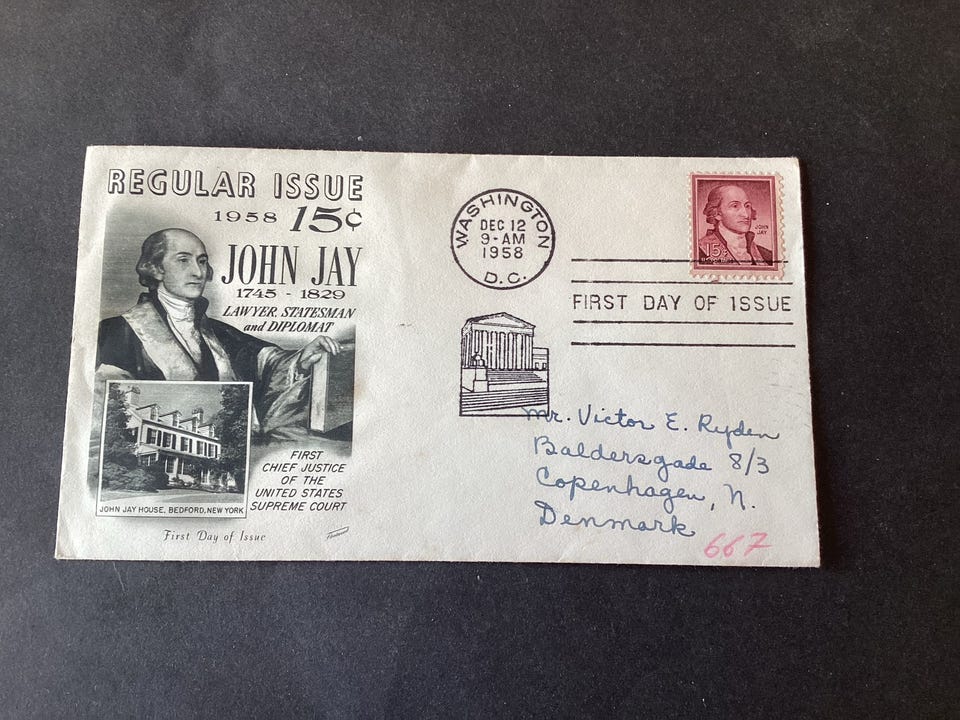 REGULAR ISSUE
1958 15¢
JOHN JAY
1745 - 1829
LAWYER, STATESMAN
and DIPLOMAT
FIRST
CHIEF JUSTICE
OF THE
UNITED STATES
SUPREME COURT
JOHN JAY HOUSE, BEDFORD, NEW YORK
First Day of Issue
WASHINGTON
DEC 12
9-AM
1958
D.C.
JOHN
JAY
15¢
FIRST DAY OF ISSUE
Mr. Victor E. Ryden
Baldersgade 8/3
Copenhagen, N.
Denmark
667